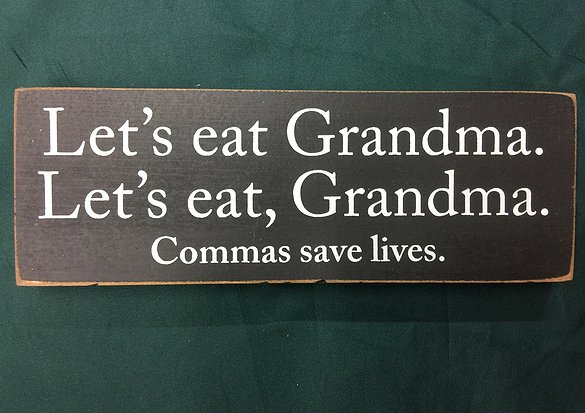 Let’s eat Grandma.
Let’s eat, Grandma.
Commas save lives.